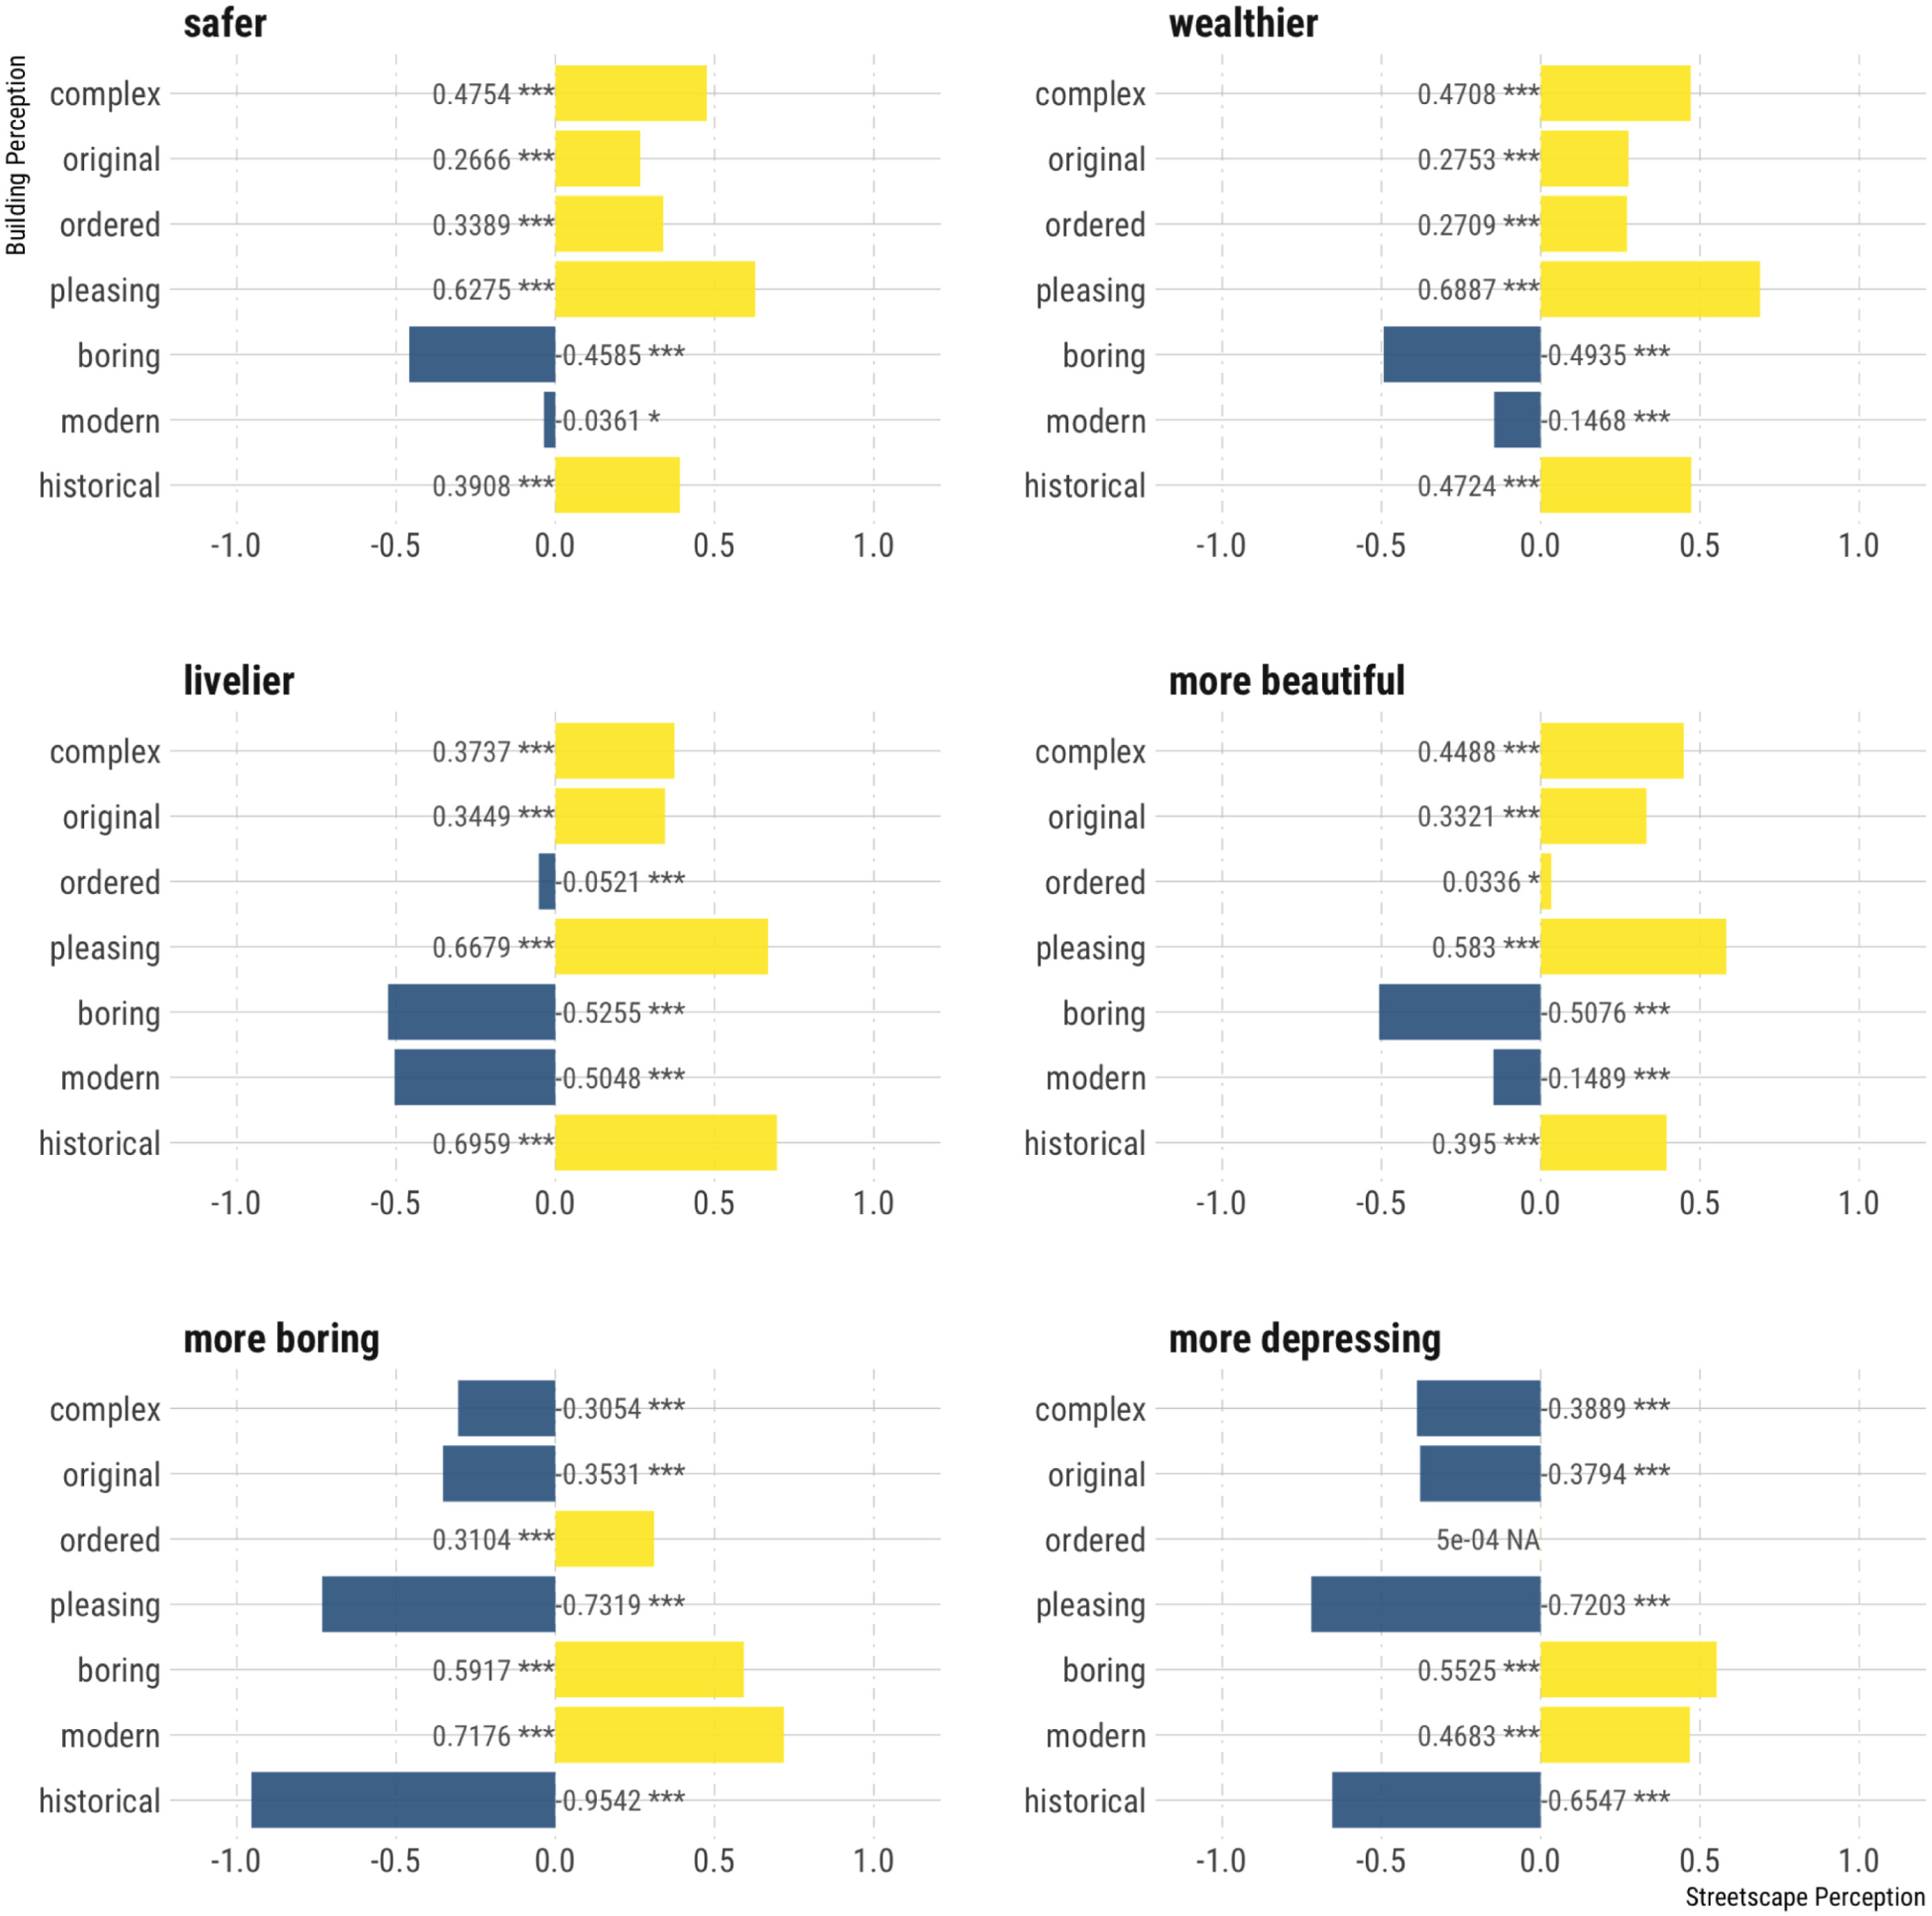 safer
Building Perception
complex 0.4754 ***
original 0.2666 ***
ordered 0.3389 ***
pleasing 0.6275 ***
boring -0.4585 ***
modern -0.0361 *
historical 0.3908 ***
-1.0 -0.5 0.0 0.5 1.0
wealthier
complex 0.4708 ***
original 0.2753 ***
ordered 0.2709 ***
pleasing 0.6887 ***
boring -0.4935 ***
modern -0.1468 ***
historical 0.4724 ***
-1.0 -0.5 0.0 0.5 1.0
livelier
complex 0.3737 ***
original 0.3449 ***
ordered -0.0521 ***
pleasing 0.6679 ***
boring -0.5255 ***
modern -0.5048 ***
historical 0.6959 ***
-1.0 -0.5 0.0 0.5 1.0
more beautiful
complex 0.4488 ***
original 0.3321 ***
ordered 0.0336 *
pleasing 0.583 ***
boring -0.5076 ***
modern -0.1489 ***
historical 0.395 ***
-1.0 -0.5 0.0 0.5 1.0
more boring
complex -0.3054 ***
original -0.3531 ***
ordered 0.3104 ***
pleasing -0.7319 ***
boring 0.5917 ***
modern 0.7176 ***
historical -0.9542 ***
-1.0 -0.5 0.0 0.5 1.0
more depressing
complex -0.3889 ***
original -0.3794 ***
ordered 5e-04 NA
pleasing -0.7203 ***
boring 0.5525 ***
modern 0.4683 ***
historical -0.6547 ***
-1.0 -0.5 0.0 0.5 1.0
Streetscape Perception